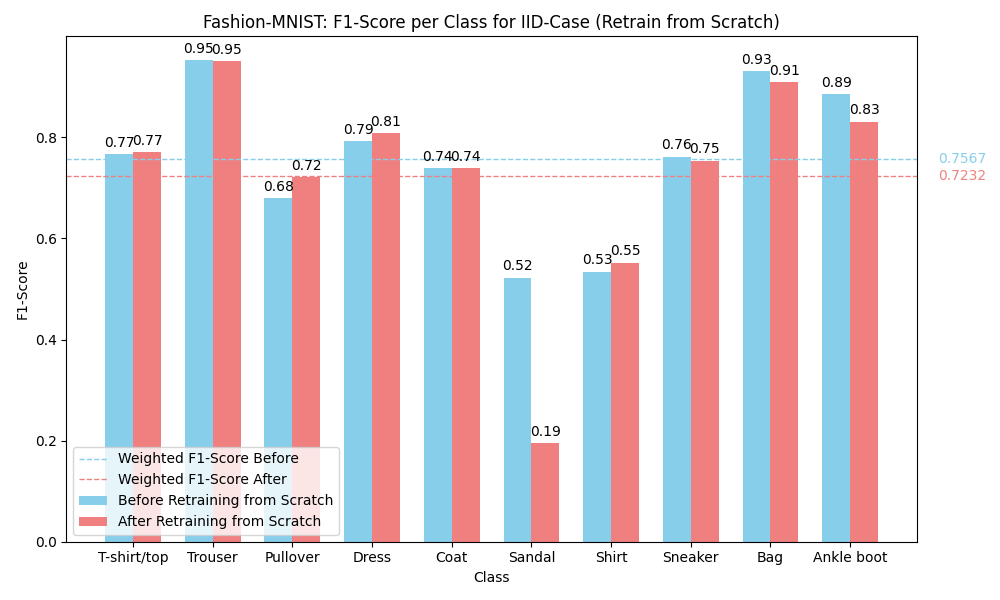 Fashion-MNIST: F1-Score per Class for IID-Case (Retrain from Scratch)
F1-Score
0.8
0.6
0.4
0.2
0.0
0.77
0.77
0.95
0.95
0.68
0.72
0.79
0.81
0.74
0.74
0.52
0.19
0.53
0.55
0.76
0.75
0.93
0.91
0.89
0.83
0.7567
0.7232
Weighted F1-Score Before
Weighted F1-Score After
Before Retraining from Scratch
After Retraining from Scratch
T-shirt/top
Trouser
Pullover
Dress
Coat
Sandal
Shirt
Sneaker
Bag
Ankle boot
Class